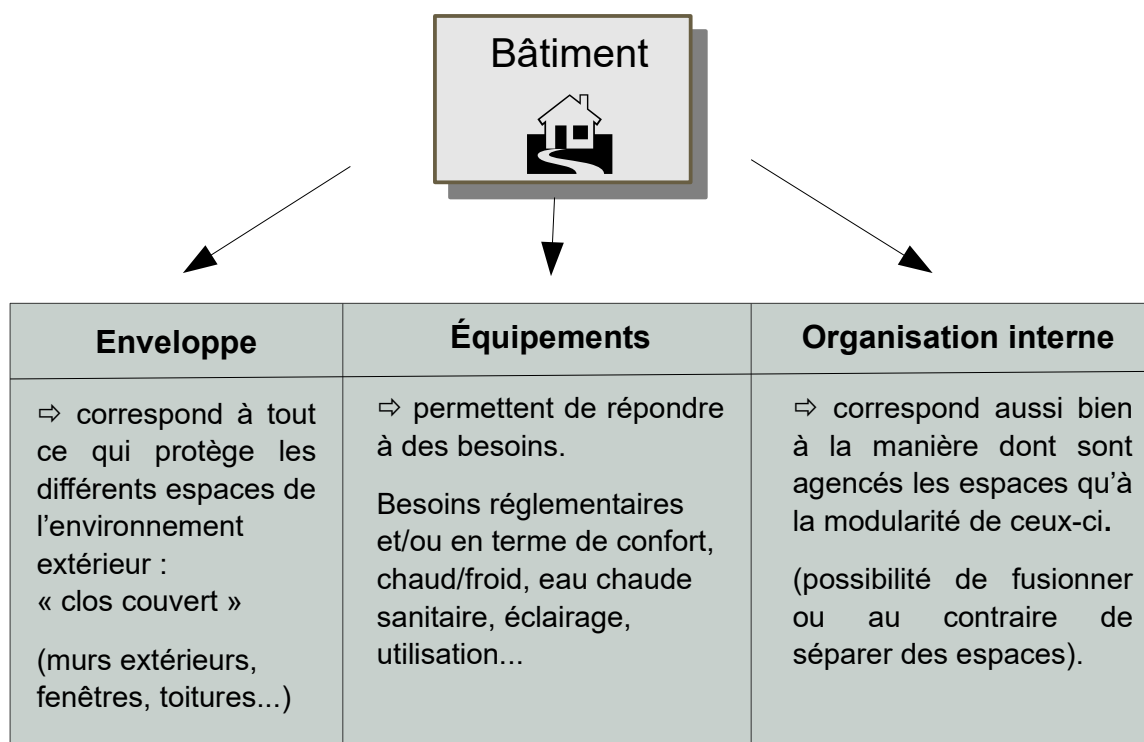 Bâtiment
Enveloppe
⇨ correspond à tout
ce qui protège les
différents espaces de
l’environnement
extérieur :
« clos couvert »
(murs extérieurs,
fenêtres, toitures...)
Équipements
⇨ permettent de répondre
à des besoins.
Besoins réglementaires
et/ou en terme de confort,
chaud/froid, eau chaude
sanitaire, éclairage,
utilisation...
Organisation interne
⇨ correspond aussi bien
à la manière dont sont
agencés les espaces qu’à
la modularité de ceux-ci.
(possibilité de fusionner
ou au contraire de
séparer des espaces).